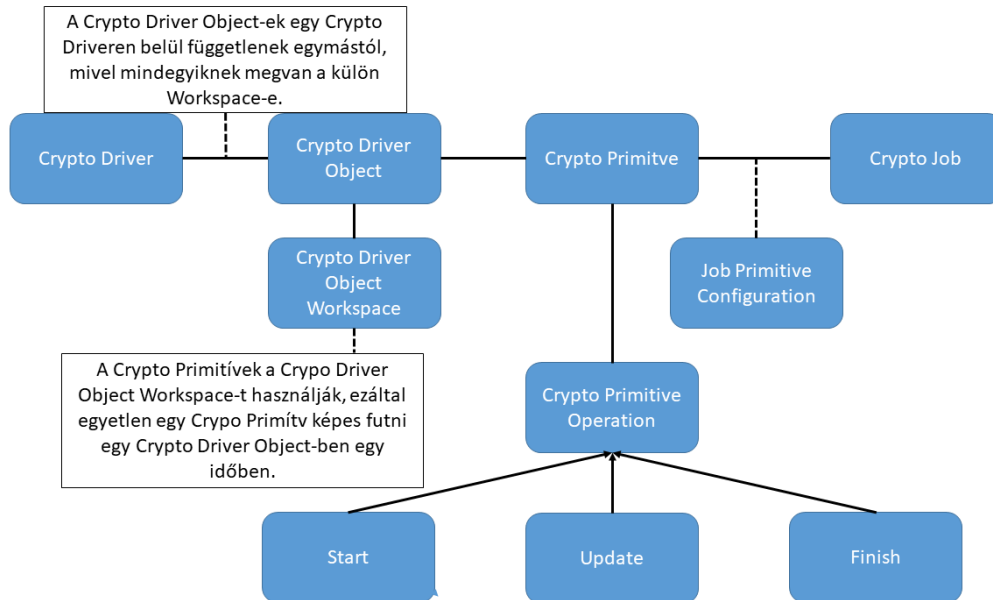 A Crypto Driver Object-ek egy Crypto
Driveren belül függetlenek egymástól,
mivel mindegyiknek megvan a külön
Workspace-e.
Crypto Driver
Crypto Driver
Object
Crypto Primitve
Crypto Job
Crypto Driver
Object
Workspace
Job Primitive
Configuration
A Crypto Primitívek a Crypo Driver
Object Workspace-t használják, ezáltal
egyetlen egy Crypo Primítv képes futni
egy Crypto Driver Object-ben egy
időben.
Crypto Primitive
Operation
Start
Update
Finish